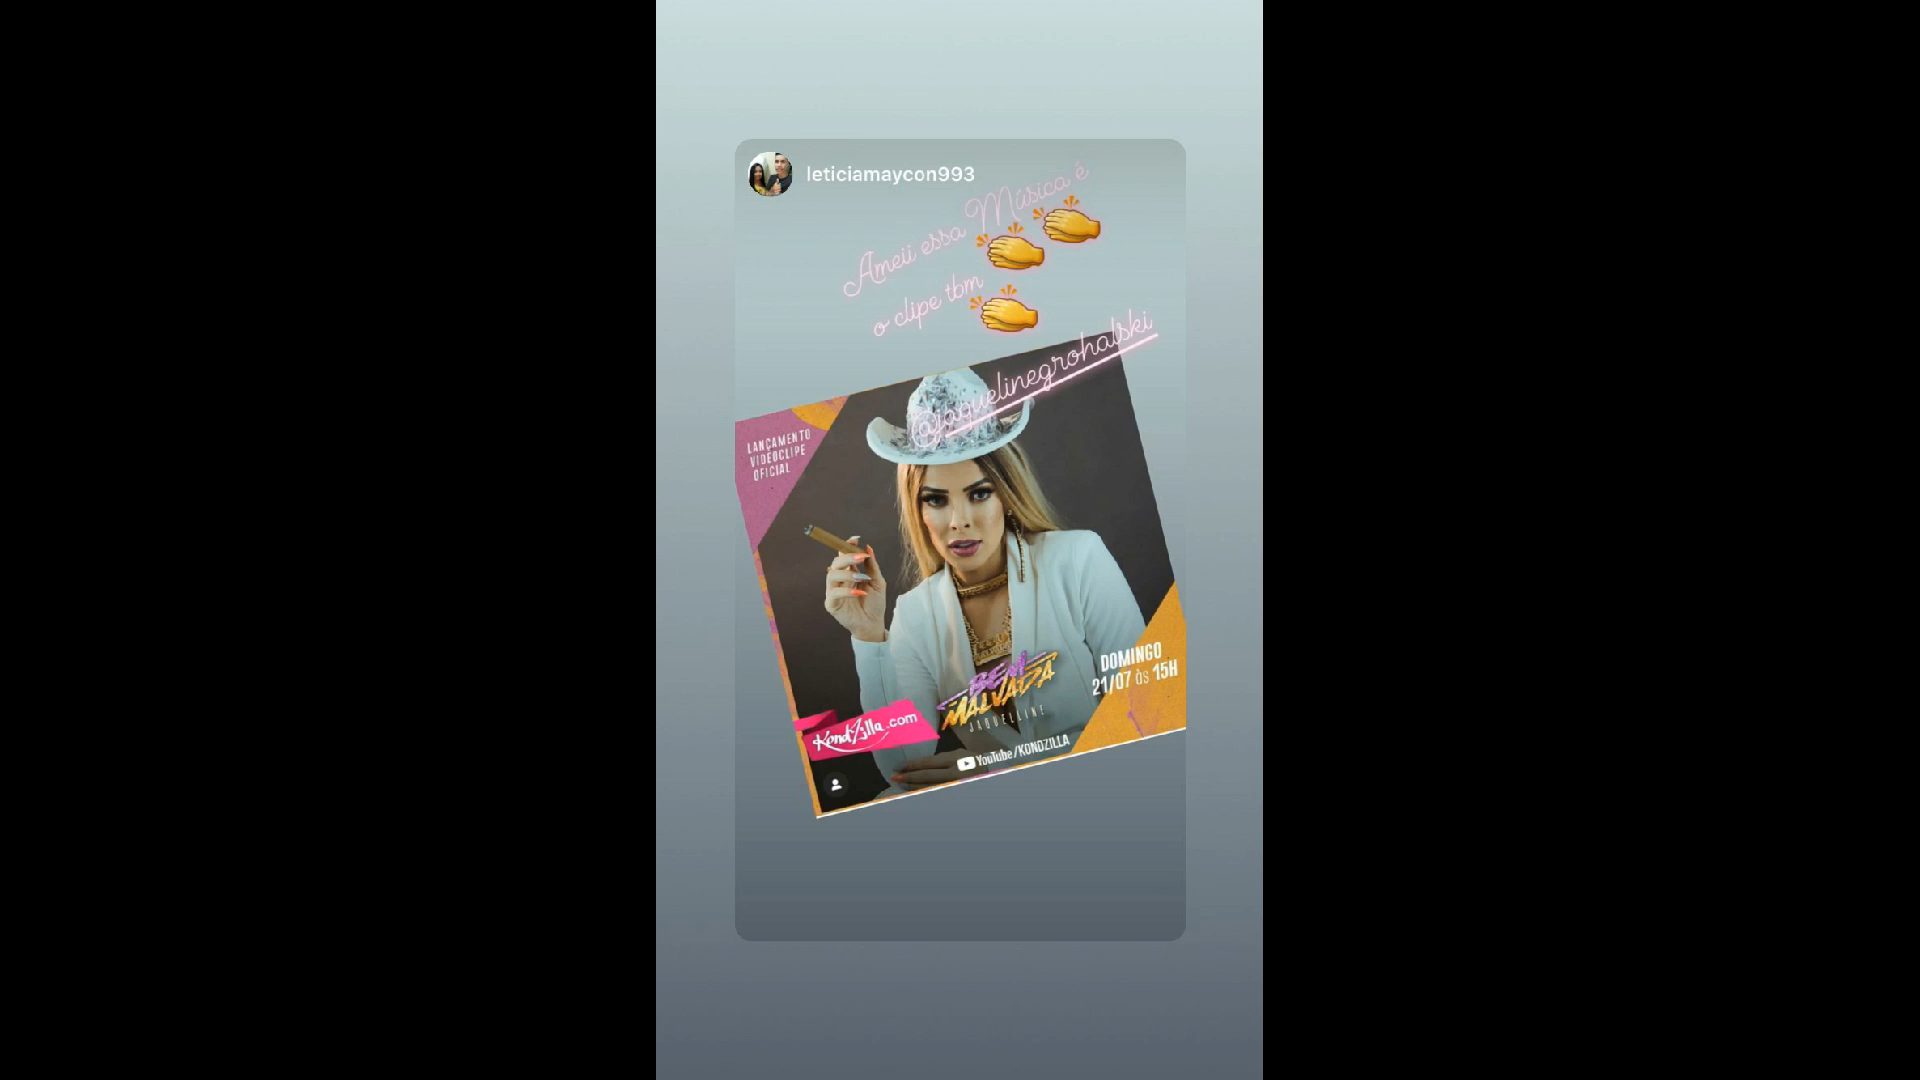 leticiamaycon993
Ameii essa Música é
o clipe tbm
@jaquelinegrohalski
LANÇAMENTO
VIDEOCLIPE
OFICIAL
DOMINGO
21/07 às 15H
BEM
MALVADA
JAQUELLINE
KondZilla.com
YouTube/KONDZILLA